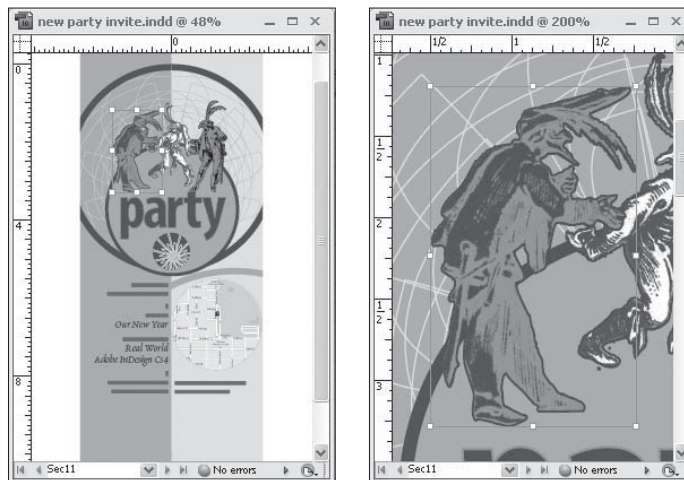 new party invite.indd @ 48%
0
0
4
8
party
Our New Year
Real World
Adobe InDesign CS4
Sec11
No errors
new party invite.indd @ 200%
1/2
1
1/2
1
1
2
2
1
2
3
Sec11
No errors